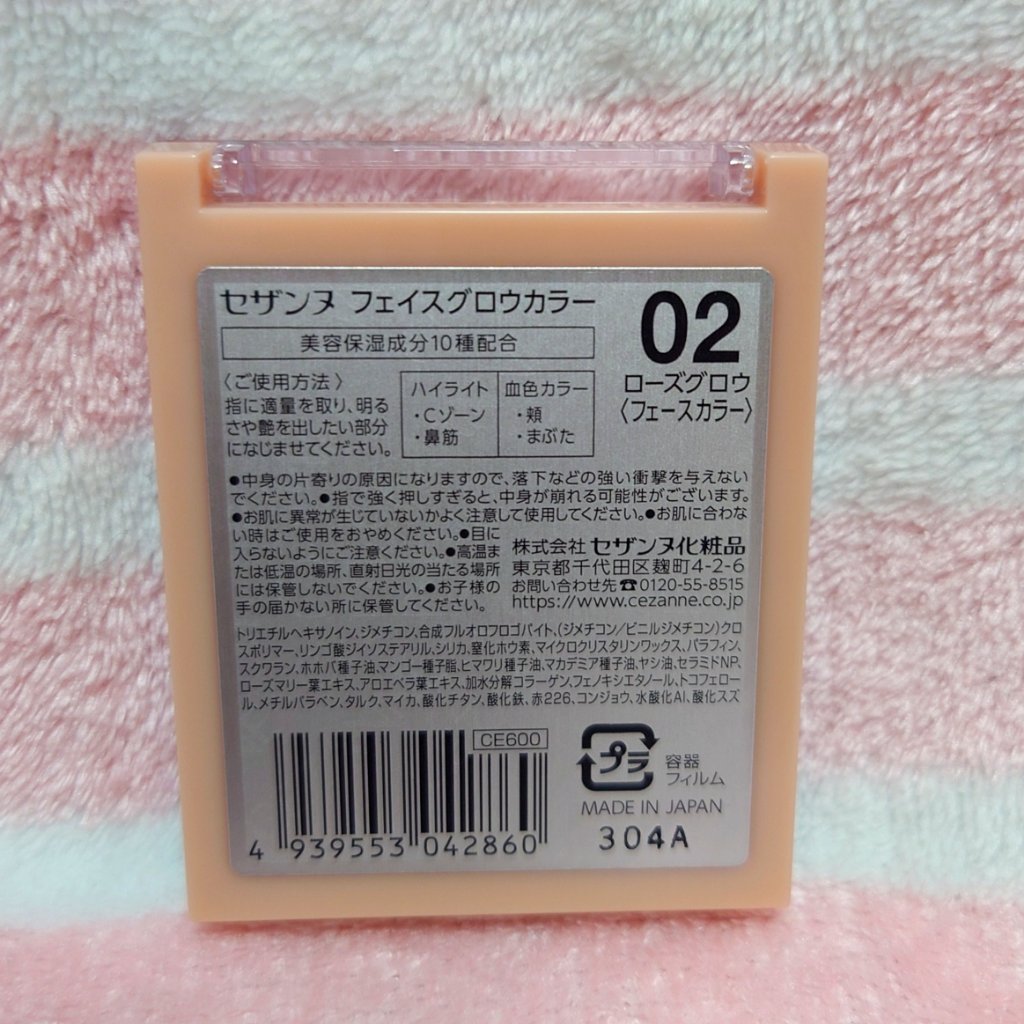 セザンヌ フェイスグロウカラー
美容保湿成分10種配合
02
ローズグロウ
〈フェースカラー〉
〈ご使用方法〉
指に適量を取り、明る
さや艶を出したい部分
になじませてください。
ハイライト
・Cゾーン
・鼻筋
血色カラー
・頬
・まぶた
●中身の片寄りの原因になりますので、落下などの強い衝撃を与えない
でください。●指で強く押しすぎると、中身が崩れる可能性がございます。
●お肌に異常が生じていないかよく注意して使用してください。●お肌に合わな
い時はご使用をおやめください。●目に
入らないようにご注意ください。●高温また
は低温の場所、直射日光の当たる場所
には保管しないでください。●お子様の
手の届かない所に保管してください。
株式会社 セザンヌ化粧品
東京都千代田区麹町4-2-6
お問い合わせ先☎0120-55-8515
https://www.cezanne.co.jp
トリエチルヘキサノイン、ジメチコン、合成フルオロフロゴパイト、(ジメチコン/ビニルジメチコン)クロ
スポリマー、リンゴ酸ジイソステアリル、シリカ、窒化ホウ素、マイクロクリスタリンワックス、パラフィン、
スクワラン、ホホバ種子油、マンゴー種子脂、ヒマワリ種子油、マカデミア種子油、ヤシ油、セラミドNP、
ローズマリー葉エキス、アロエベラ葉エキス、加水分解コラーゲン、フェノキシエタノール、トコフェロー
ル、メチルパラベン、タルク、マイカ、酸化チタン、酸化鉄、赤226、コンジョウ、水酸化Al、酸化スズ
CE600
4 939553 042860
プラ
容器
フィルム
MADE IN JAPAN
304A